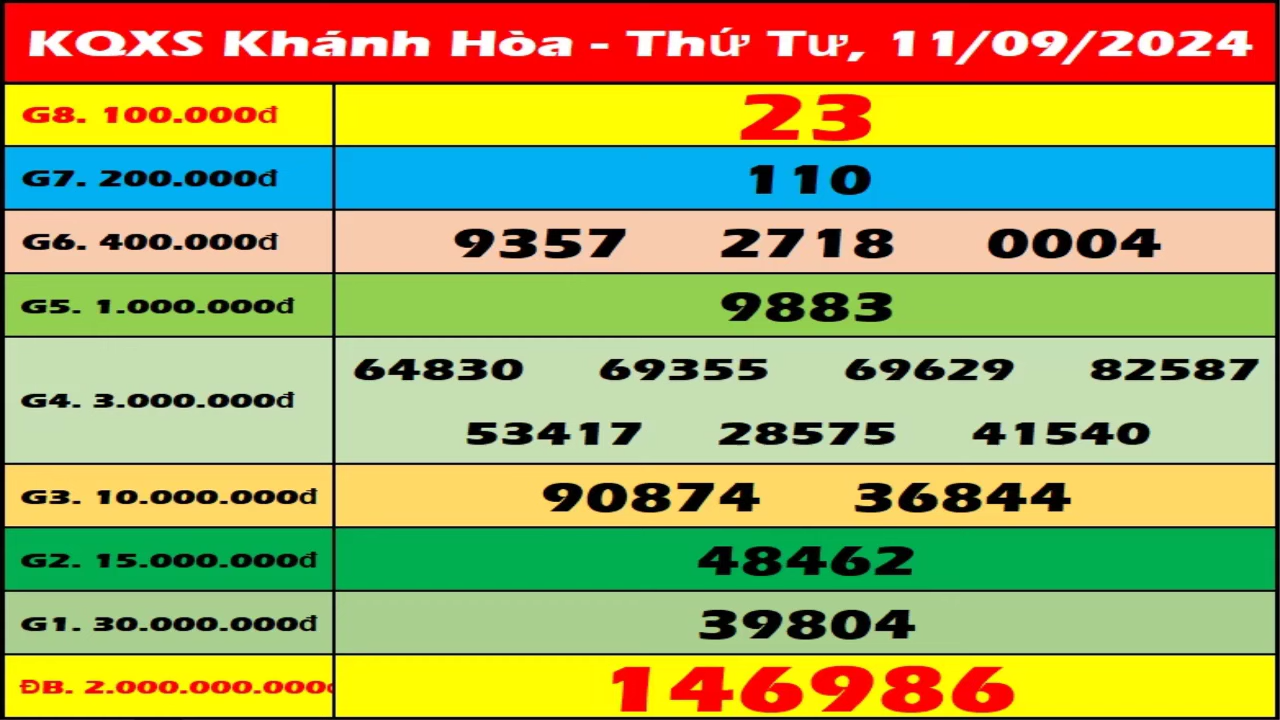 KQXS Khánh Hòa - Thứ Tư, 11/09/2024
G8. 100.000đ 23
G7. 200.000đ 110
G6. 400.000đ 9357 2718 0004
G5. 1.000.000đ 9883
64830 69355 69629 82587
G4. 3.000.000đ
53417 28575 41540
G3. 10.000.000đ 90874 36844
G2. 15.000.000đ 48462
G1. 30.000.000đ 39804
ĐB. 2.000.000.000đ 146986